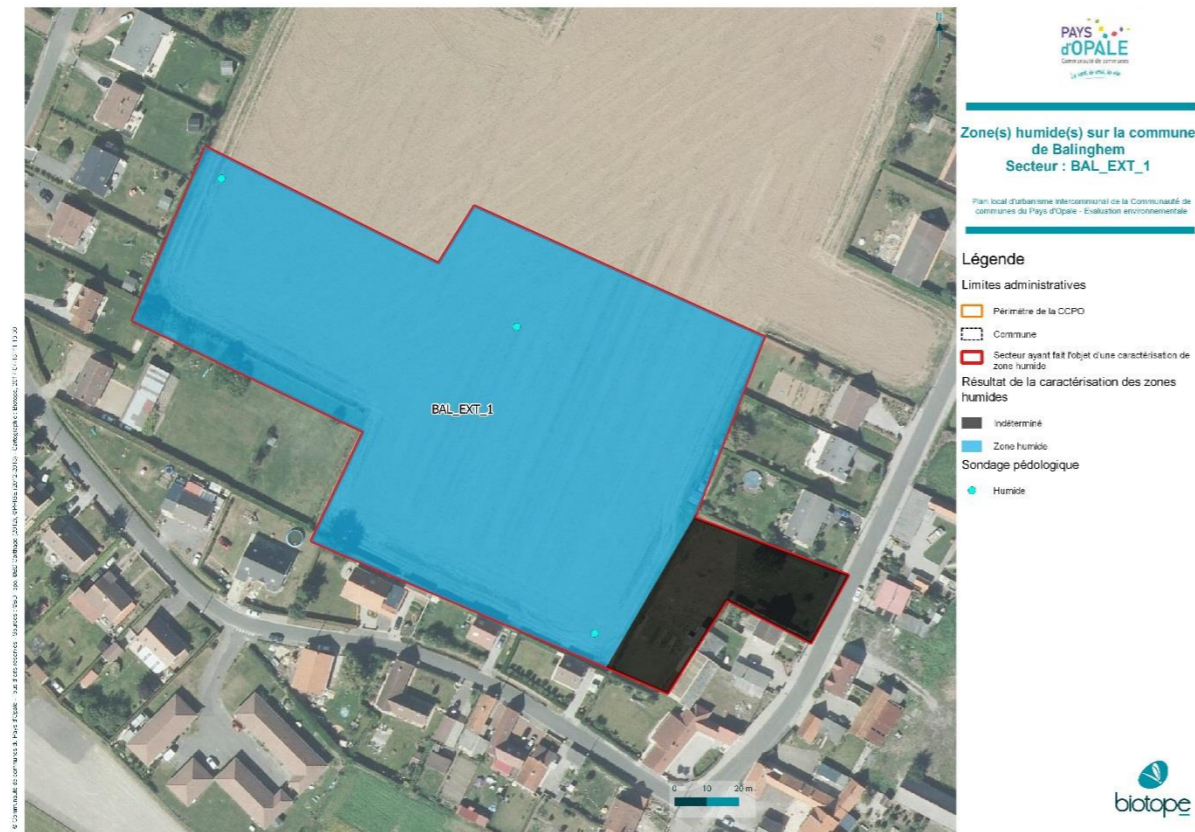 PAYS
d'OPALE
Communauté de communes
Zone(s) humide(s) sur la commune
de Balinghem
Secteur : BAL_EXT_1
Plan local d'urbanisme intercommunal de la Communauté de
communes du Pays d'Opale - Evaluation environnementale
Légende
Limites administratives
Périmètre de la CCPO
Commune
Secteur ayant fait l'objet d'une caractérisation de
zone humide
Résultat de la caractérisation des zones
humides
Indéterminé
Zone humide
Sondage pédologique
Humide
BAL_EXT_1
N
0 10 20 m
biotope